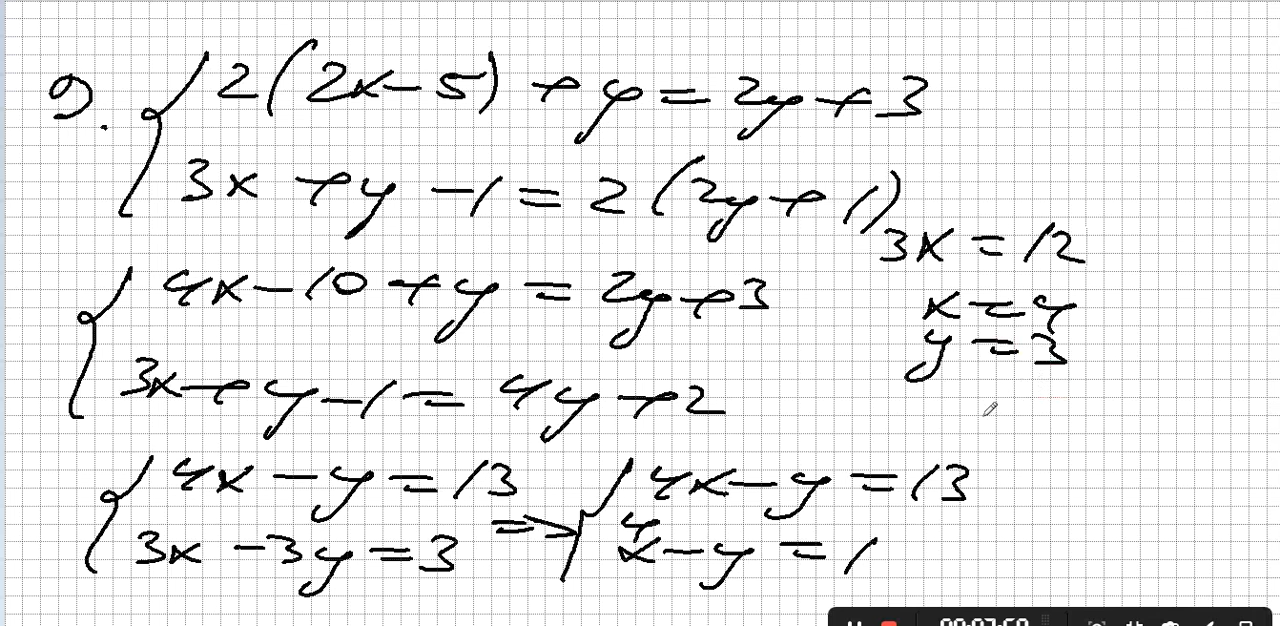 9. { 2(2x-5)+y=2y+3
3x+y-1=2(2y+1)
{ 4x-10+y=2y+3
3x+y-1=4y+2
{ 4x-y=13 => { 4x-y=13
3x-3y=3 x-y=1
4
3x=12
x=4
y=3